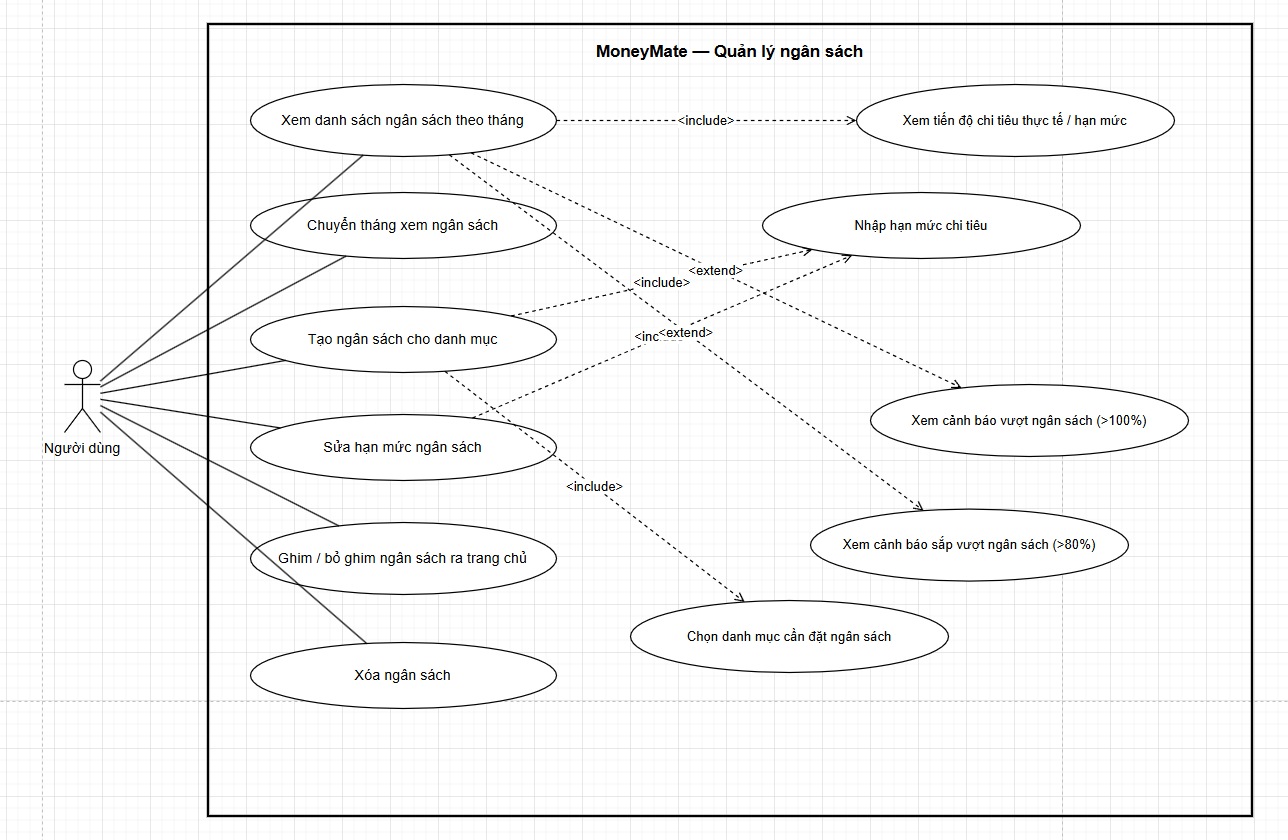 MoneyMate — Quản lý ngân sách
Xem danh sách ngân sách theo tháng
<include>
Xem tiến độ chi tiêu thực tế / hạn mức
Chuyển tháng xem ngân sách
Nhập hạn mức chi tiêu
<extend>
<include>
Tạo ngân sách cho danh mục
<inc
<extend>
Xem cảnh báo vượt ngân sách (>100%)
Người dùng
Sửa hạn mức ngân sách
<include>
Xem cảnh báo sắp vượt ngân sách (>80%)
Ghim / bỏ ghim ngân sách ra trang chủ
Chọn danh mục cần đặt ngân sách
Xóa ngân sách